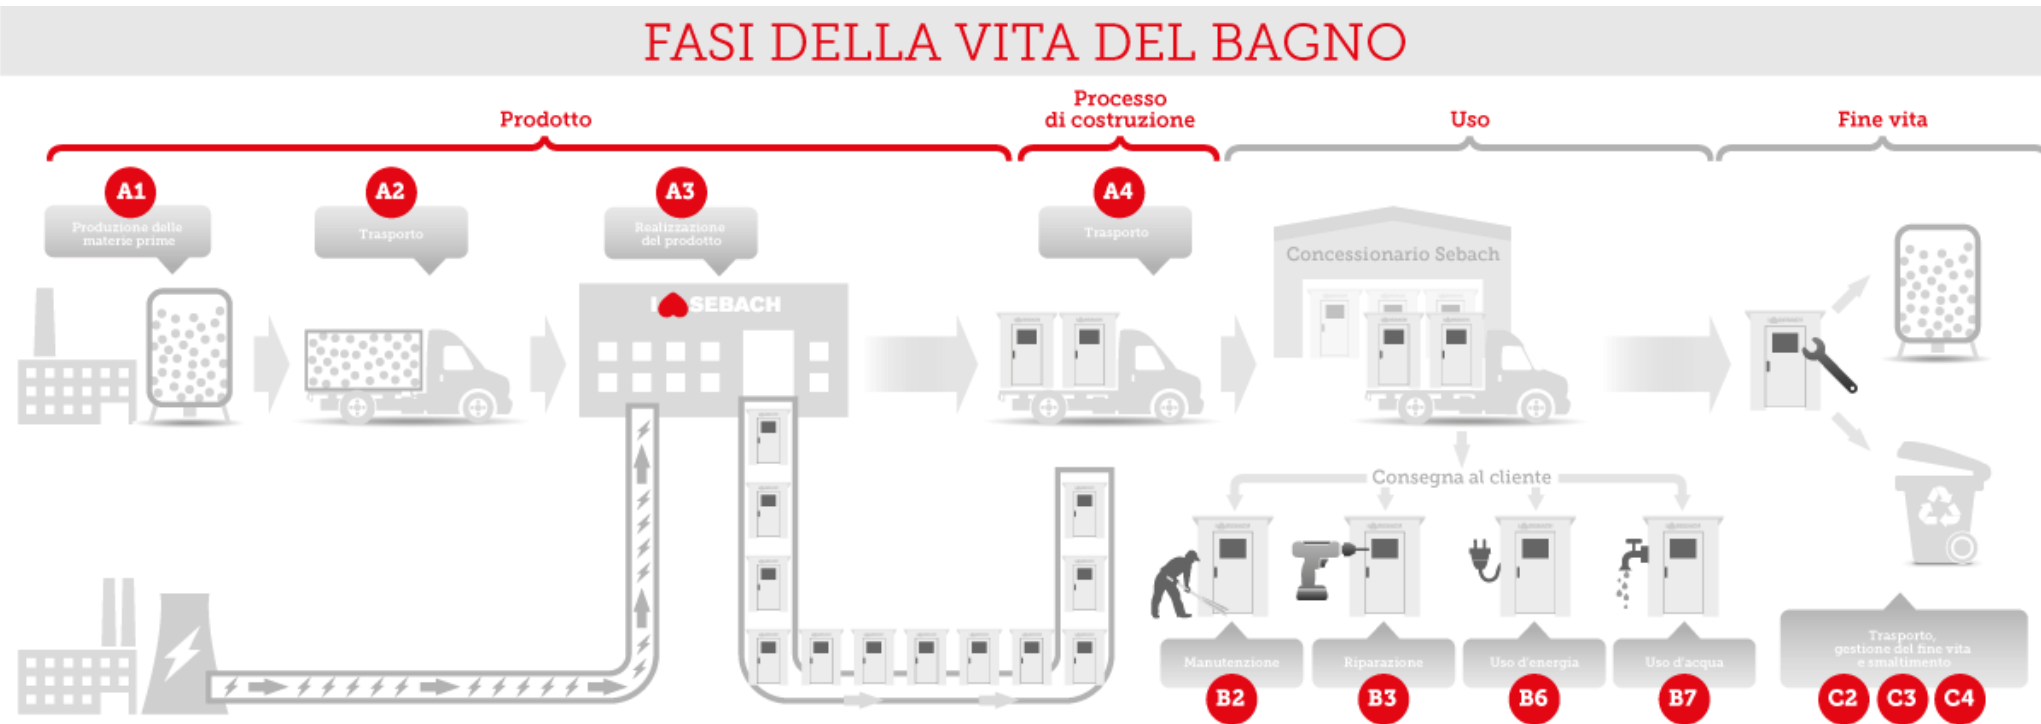 FASI DELLA VITA DEL BAGNO
Prodotto
Processo
di costruzione
Uso
Fine vita
A1
Produzione delle
materie prime
A2
Trasporto
A3
Realizzazione
del prodotto
A4
Trasporto
I SEBACH
Concessionario Sebach
Consegna al cliente
Manutenzione
B2
Riparazione
B3
Uso d'energia
B6
Uso d'acqua
B7
Trasporto,
gestione del fine vita
e smaltimento
C2
C3
C4